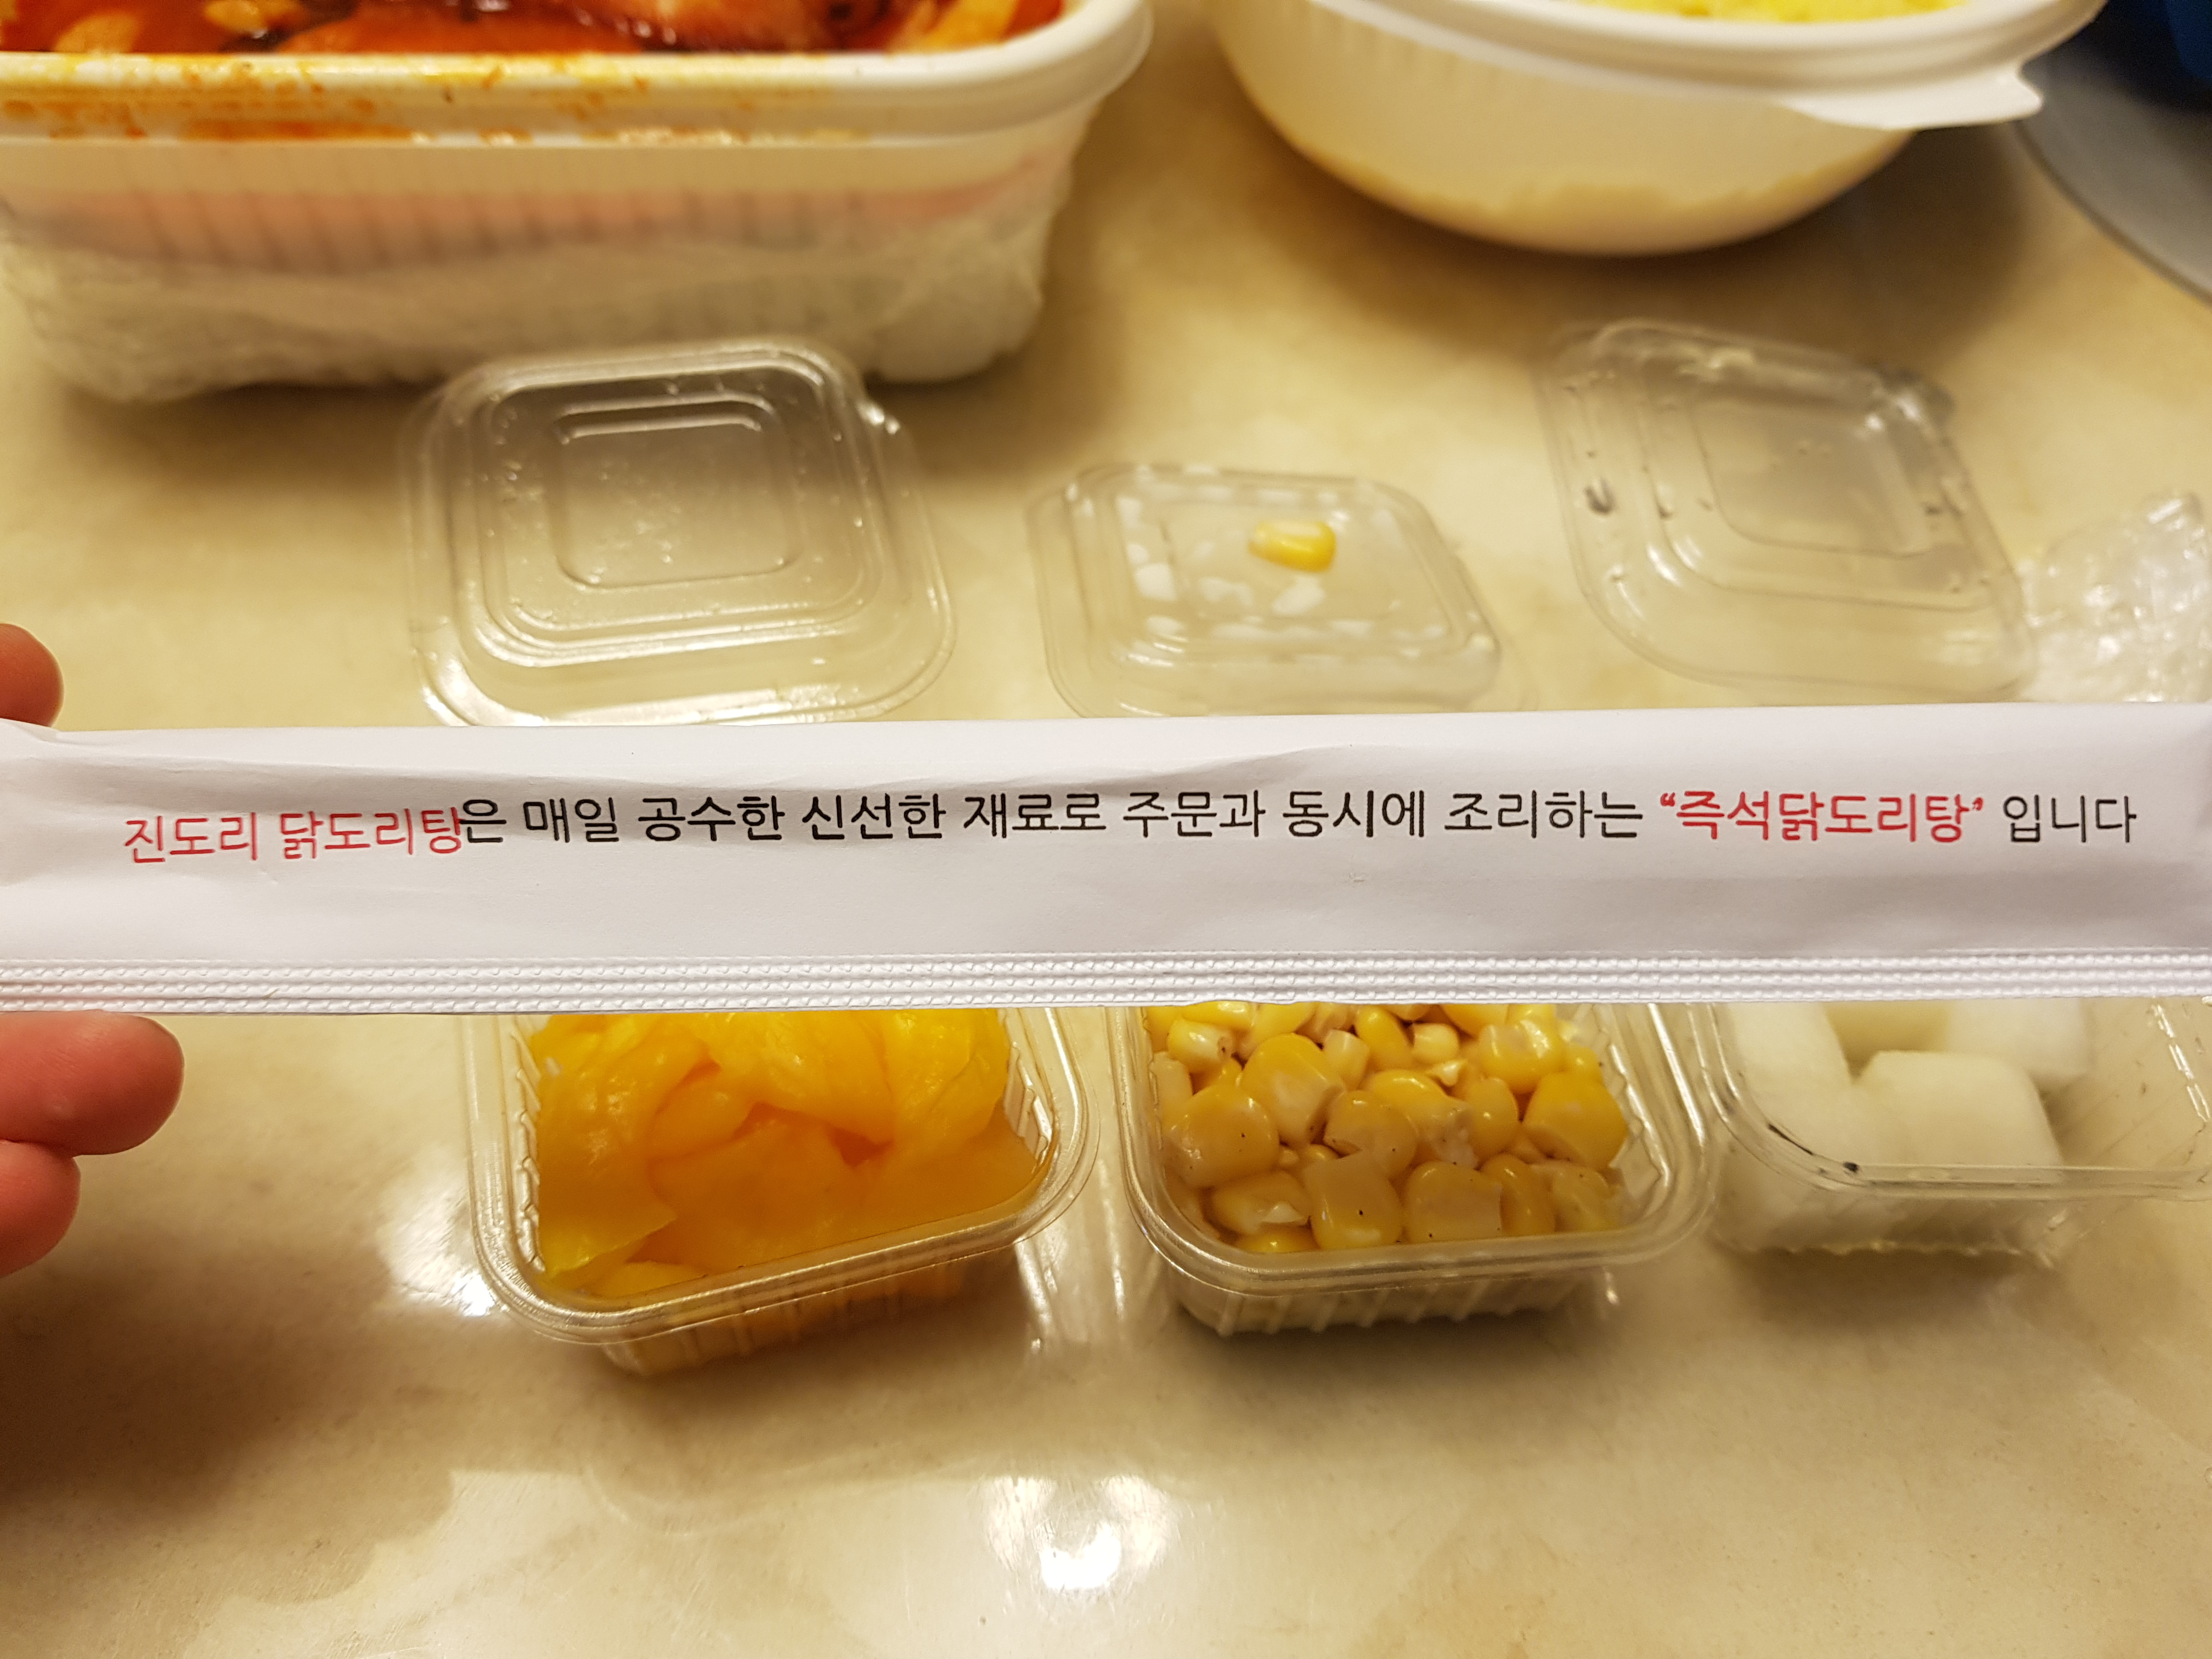 진도리 닭도리탕은 매일 공수한 신선한 재료로 주문과 동시에 조리하는 “즉석닭도리탕” 입니다